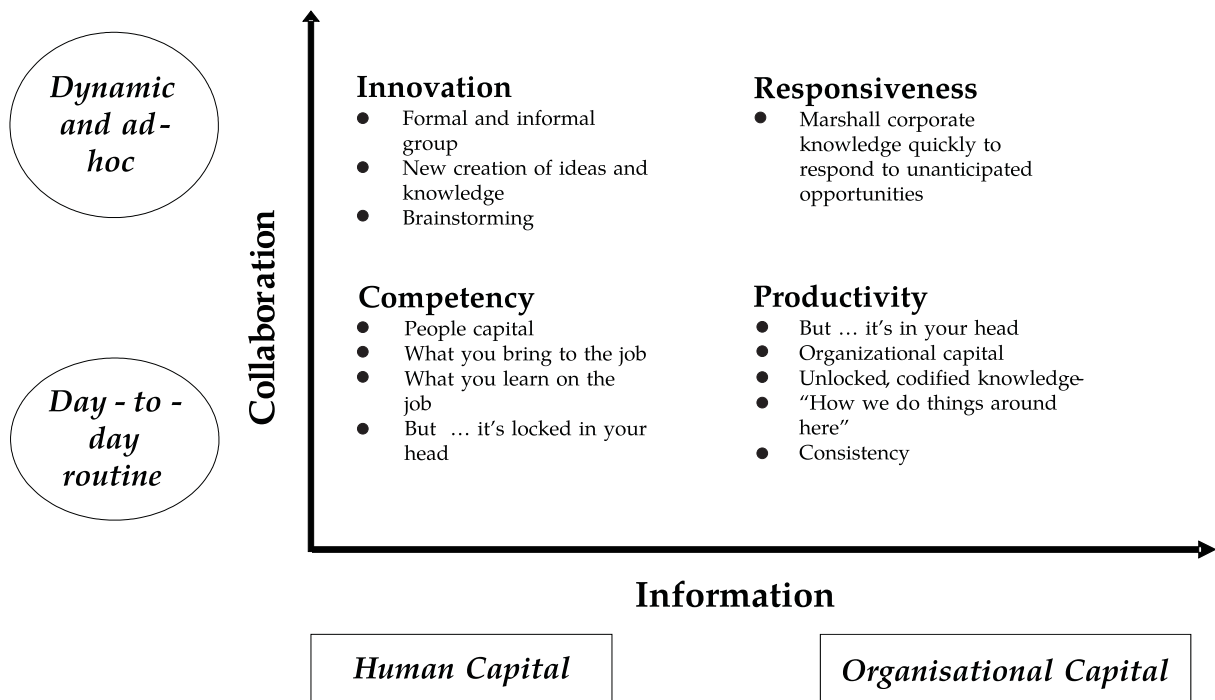 Dynamic
and ad-
hoc
Day - to -
day
routine
Collaboration
Innovation
● Formal and informal
group
● New creation of ideas and
knowledge
● Brainstorming
Responsiveness
● Marshall corporate
knowledge quickly to
respond to unanticipated
opportunities
Competency
● People capital
● What you bring to the job
● What you learn on the
job
● But … it's locked in your
head
Productivity
● But … it's in your head
● Organizational capital
● Unlocked, codified knowledge-
● “How we do things around
here”
● Consistency
Information
Human Capital
Organisational Capital